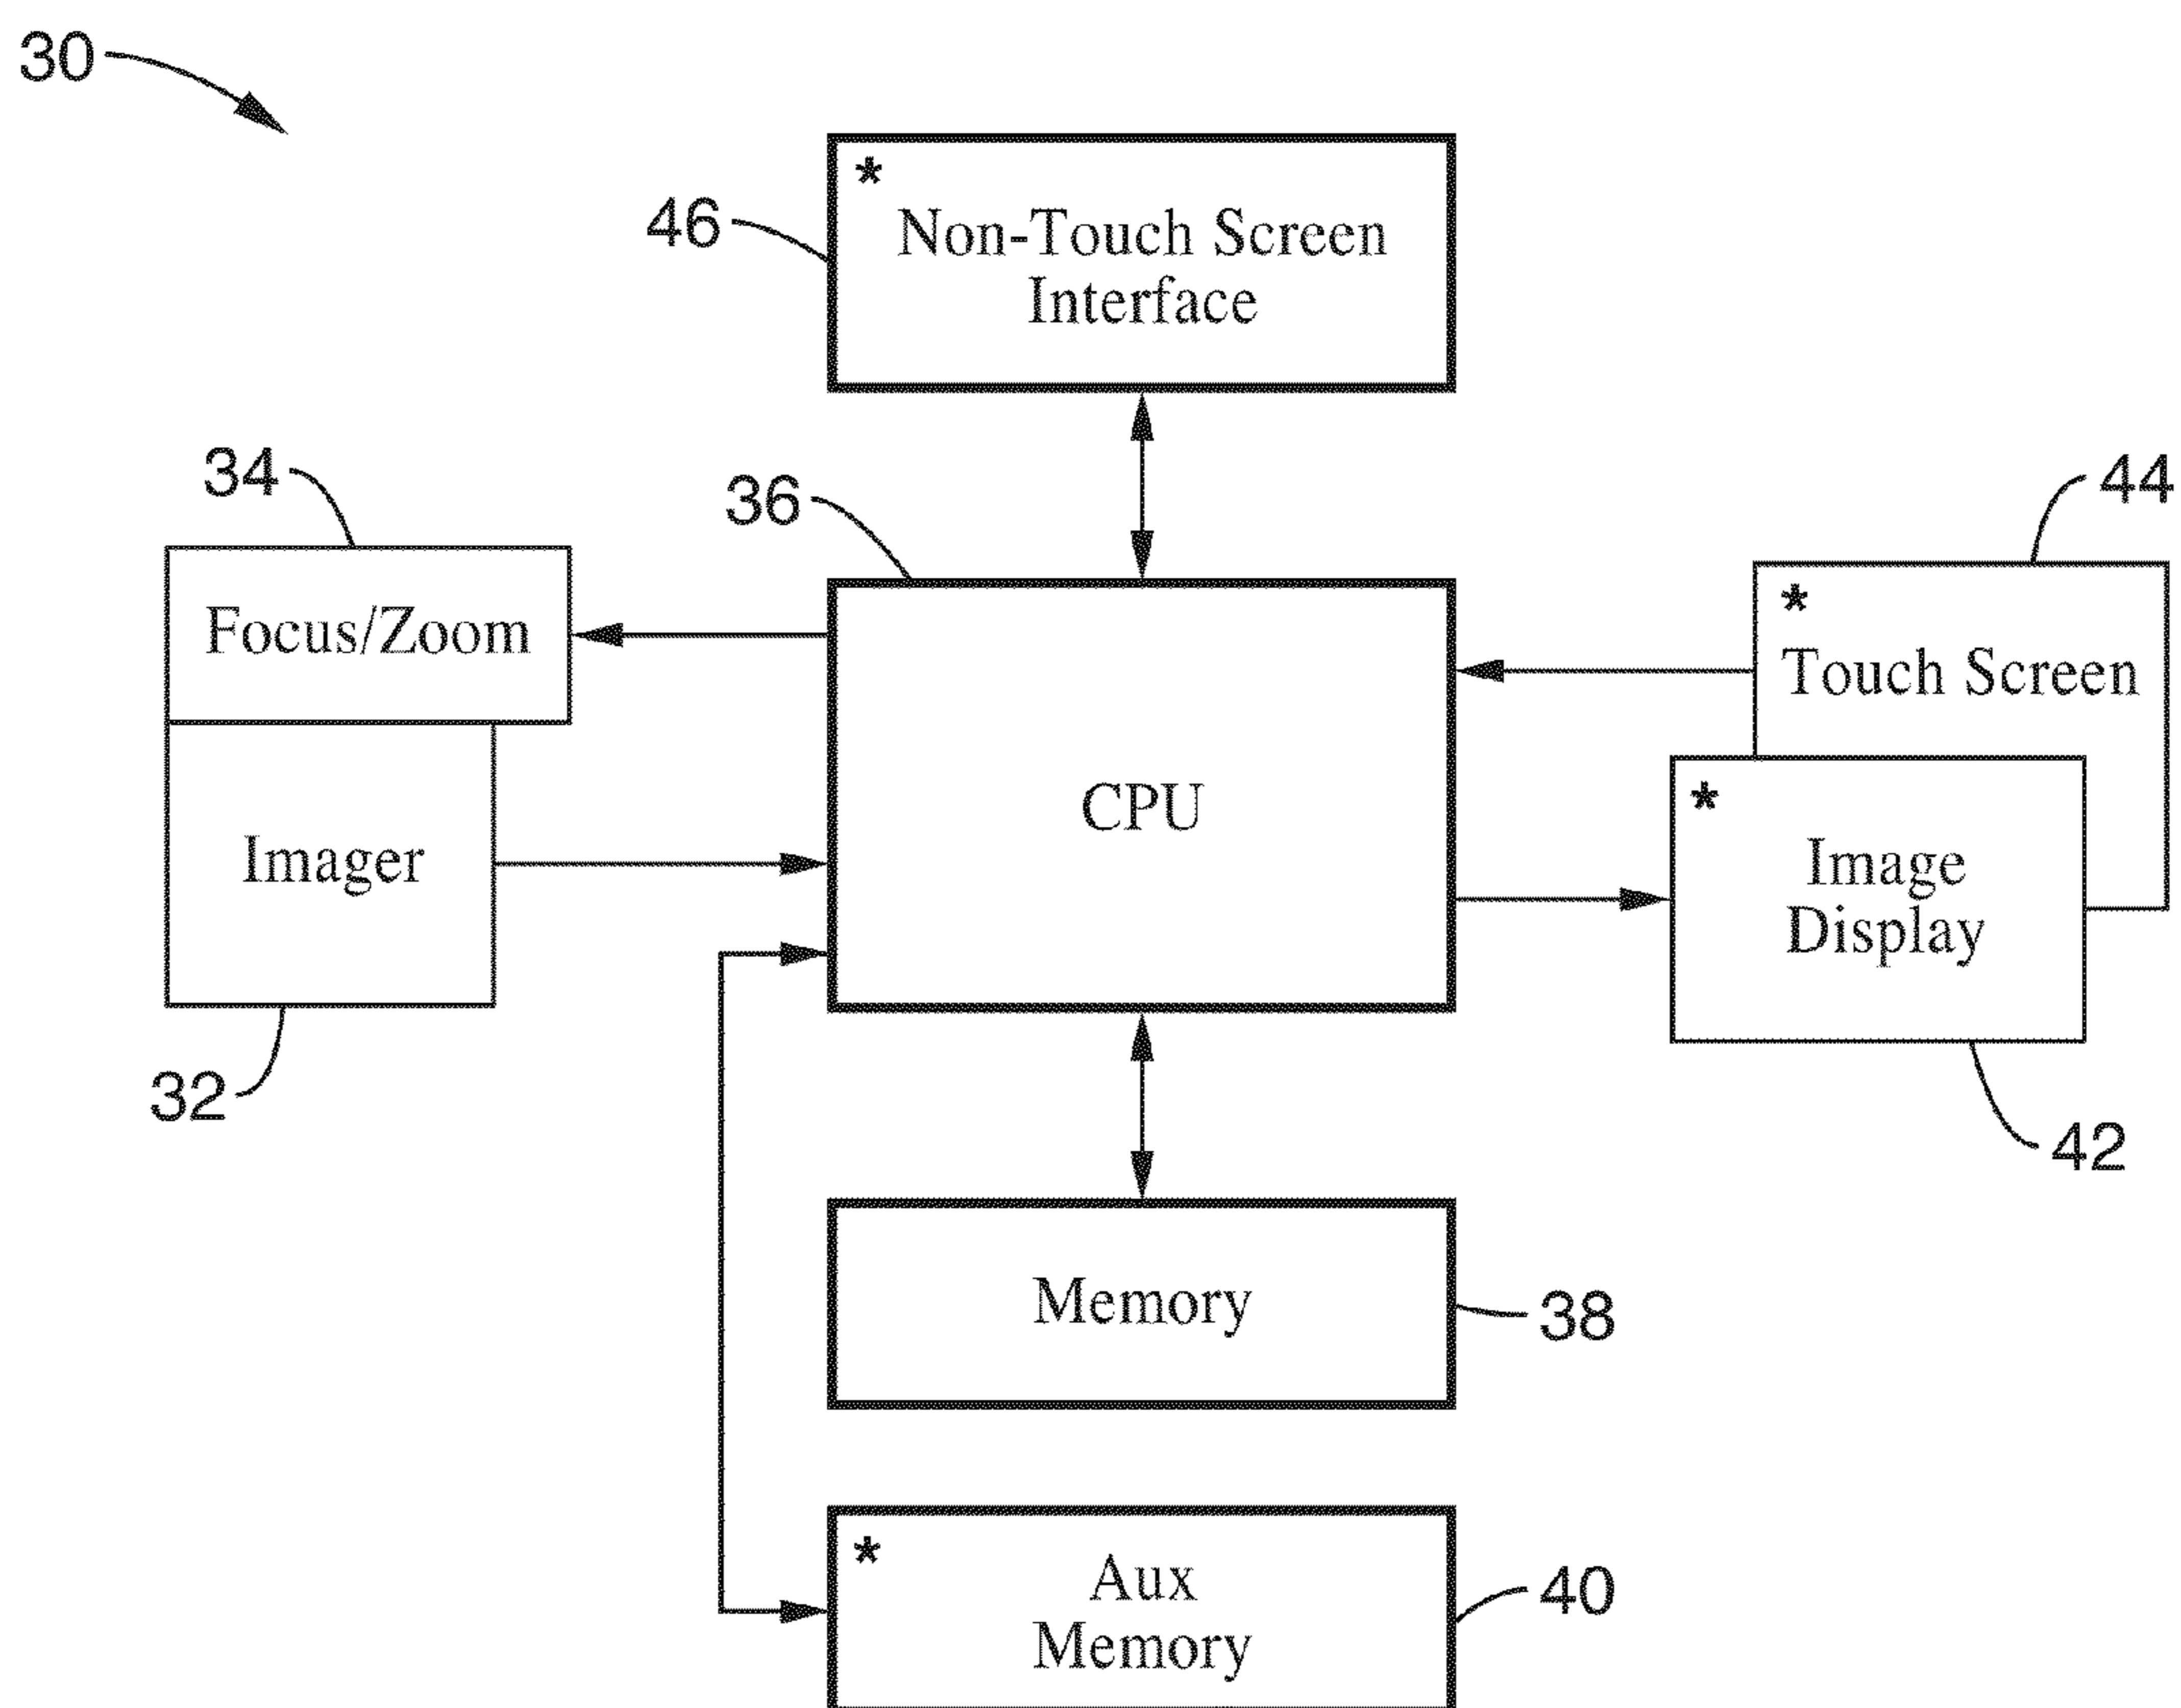 30
*
46
Non-Touch Screen
Interface
34
36
44
Focus/Zoom
*
Touch Screen
CPU
*
Imager
Image
Display
32
42
Memory
38
*
Aux
Memory
40